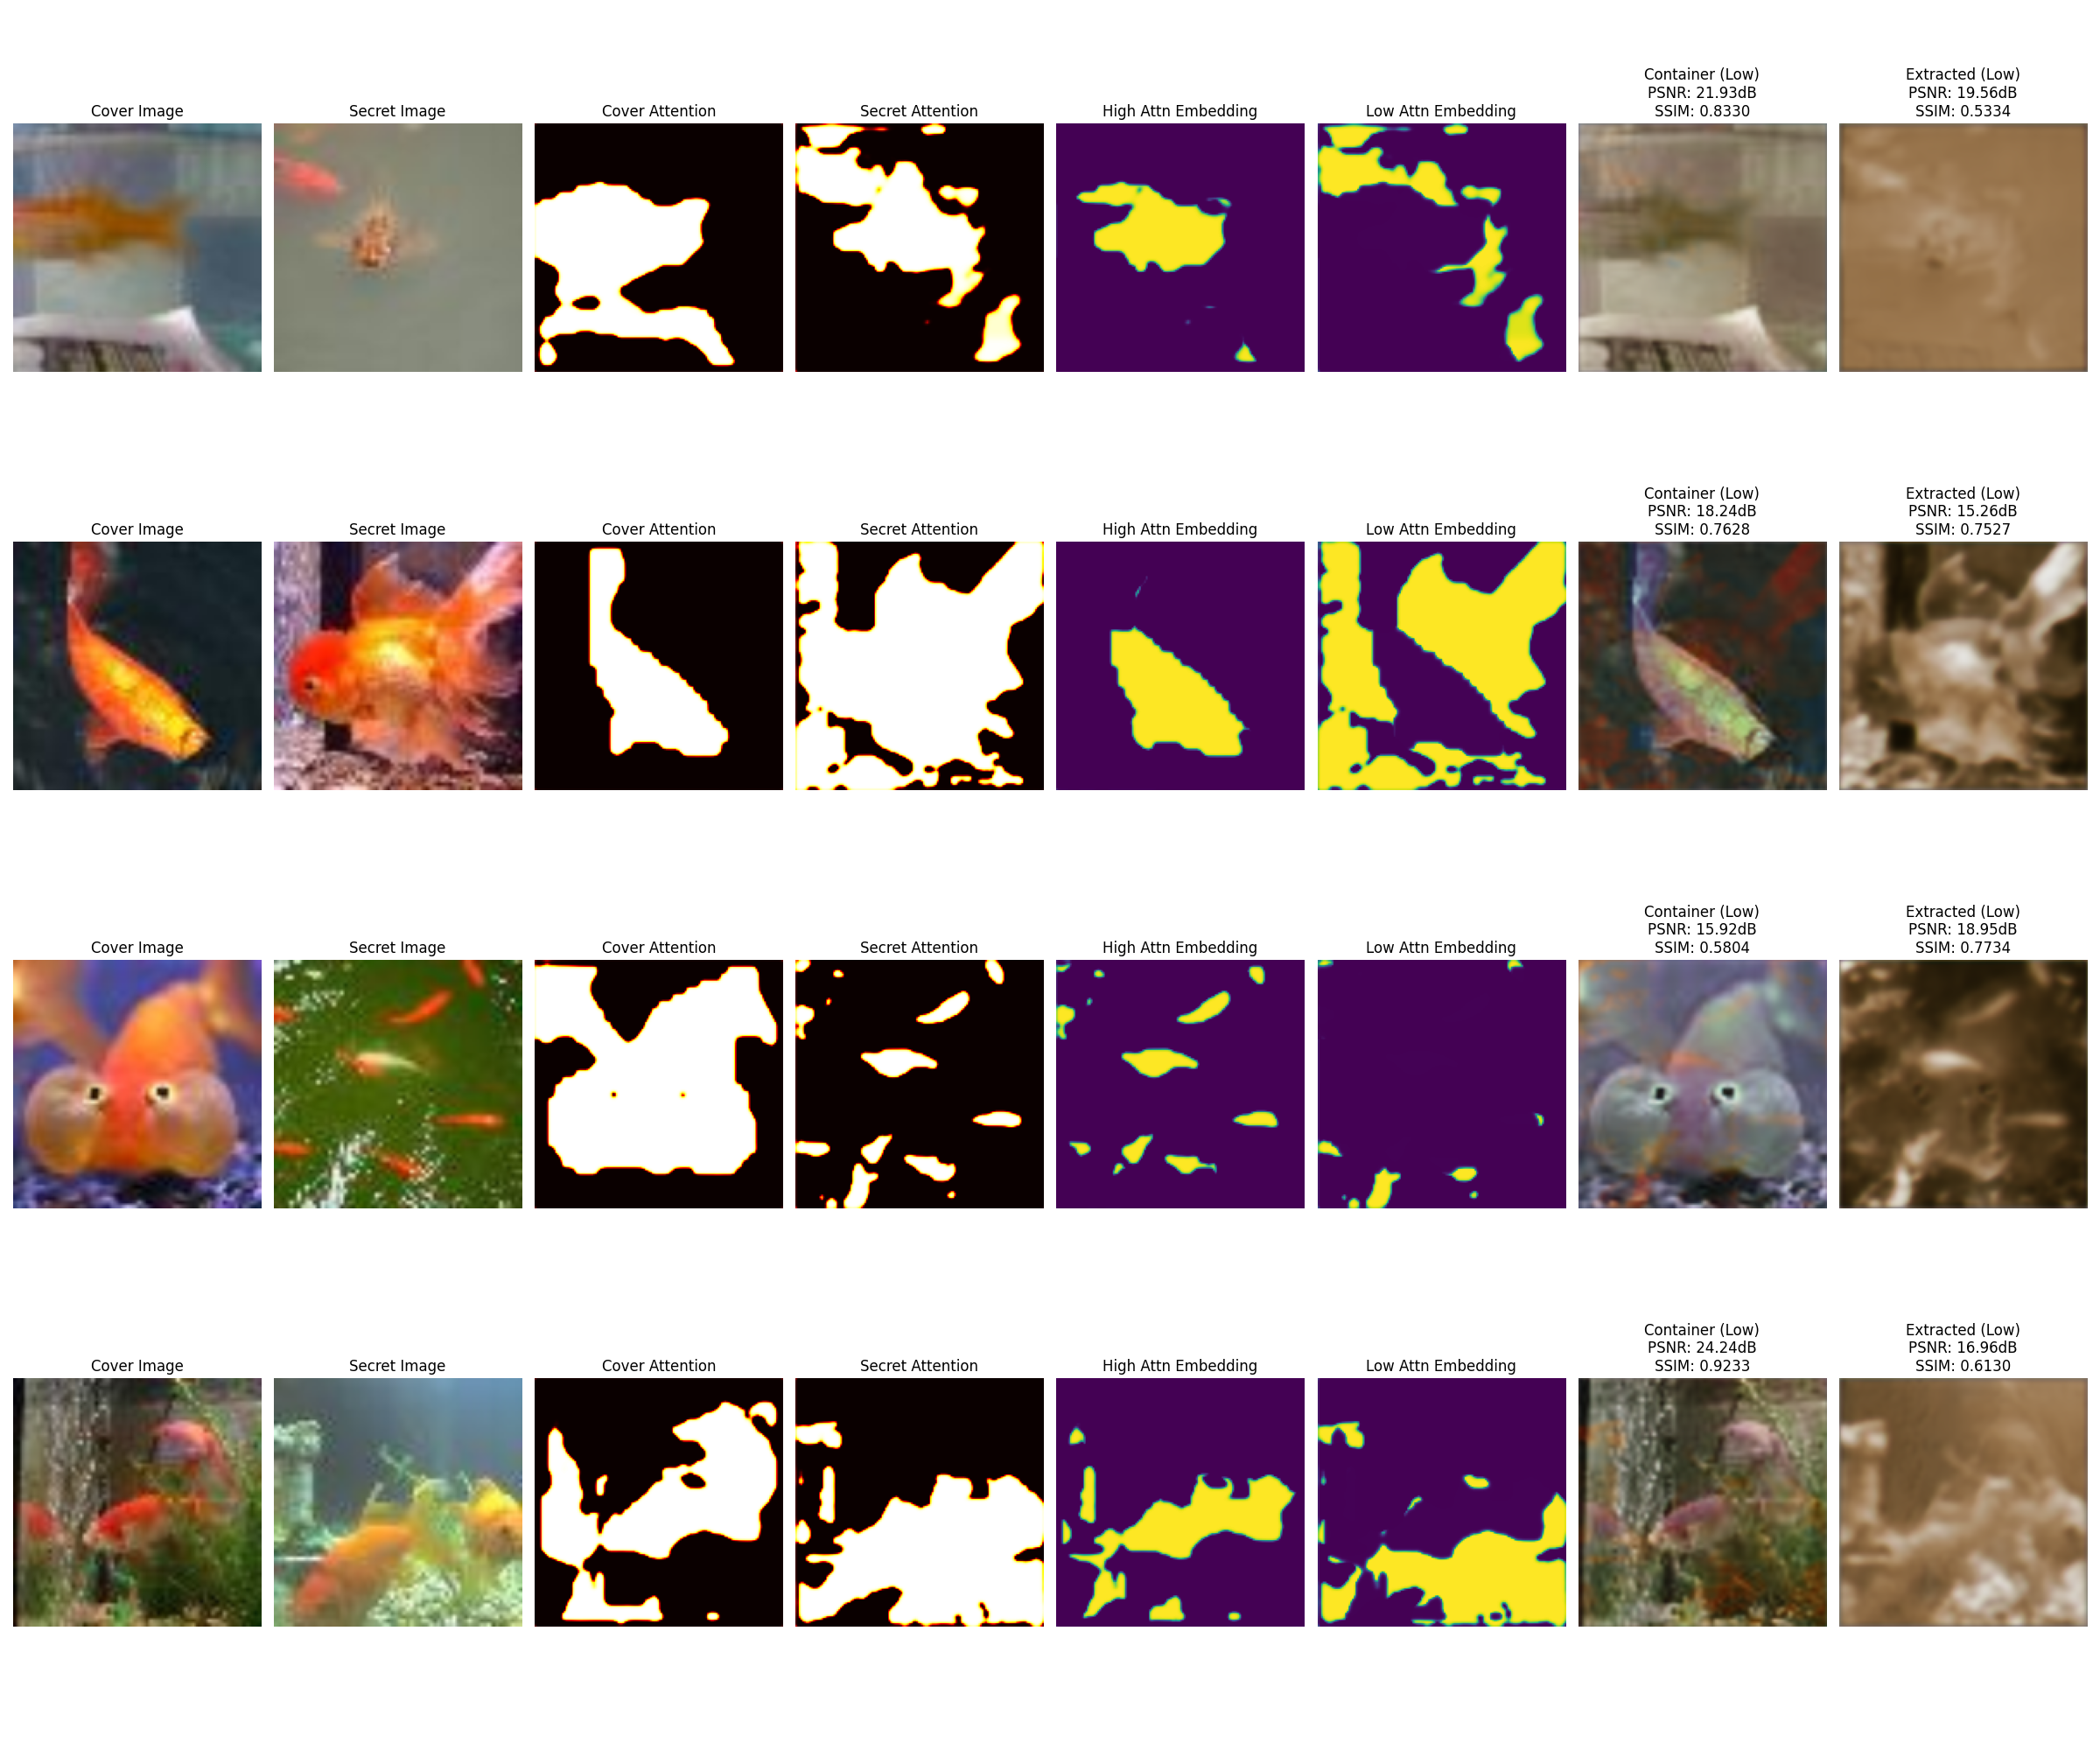 Cover Image
Secret Image
Cover Attention
Secret Attention
High Attn Embedding
Low Attn Embedding
Container (Low)
PSNR: 21.93dB
SSIM: 0.8330
Extracted (Low)
PSNR: 19.56dB
SSIM: 0.5334
Cover Image
Secret Image
Cover Attention
Secret Attention
High Attn Embedding
Low Attn Embedding
Container (Low)
PSNR: 18.24dB
SSIM: 0.7628
Extracted (Low)
PSNR: 15.26dB
SSIM: 0.7527
Cover Image
Secret Image
Cover Attention
Secret Attention
High Attn Embedding
Low Attn Embedding
Container (Low)
PSNR: 15.92dB
SSIM: 0.5804
Extracted (Low)
PSNR: 18.95dB
SSIM: 0.7734
Cover Image
Secret Image
Cover Attention
Secret Attention
High Attn Embedding
Low Attn Embedding
Container (Low)
PSNR: 24.24dB
SSIM: 0.9233
Extracted (Low)
PSNR: 16.96dB
SSIM: 0.6130